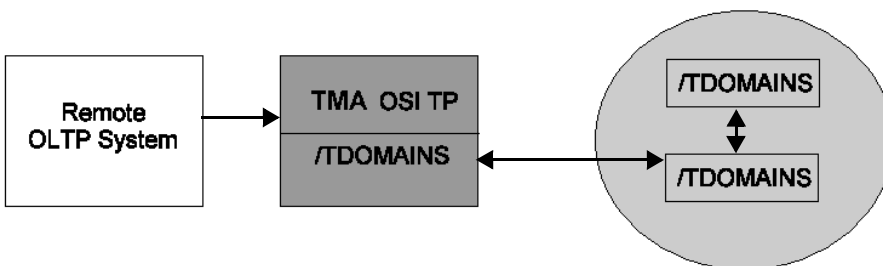 Remote
OLTP System
TMA OSI TP
/TDOMAINS
/TDOMAINS
/TDOMAINS